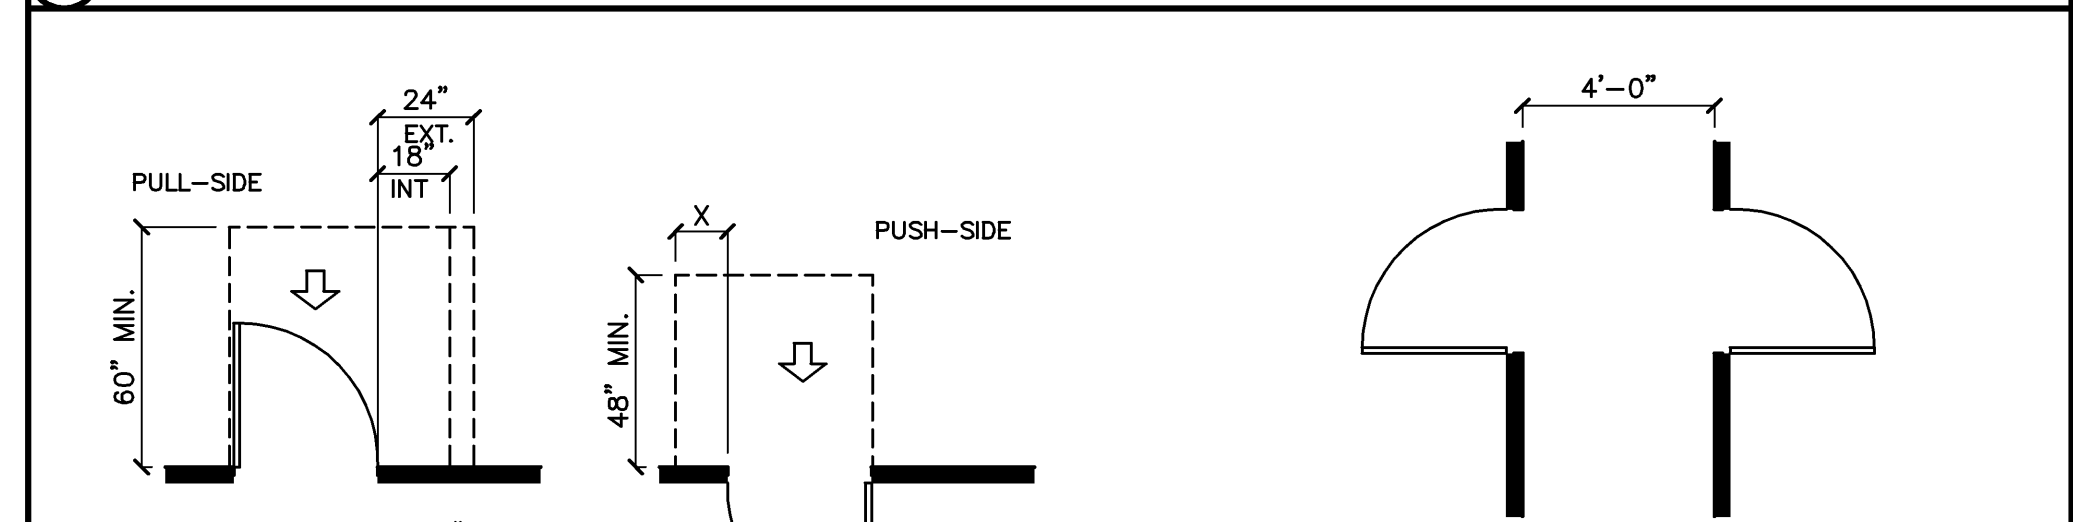 24”
EXT.
18”
INT
PULL–SIDE
60” MIN.
X
PUSH–SIDE
48” MIN.
4’–0”